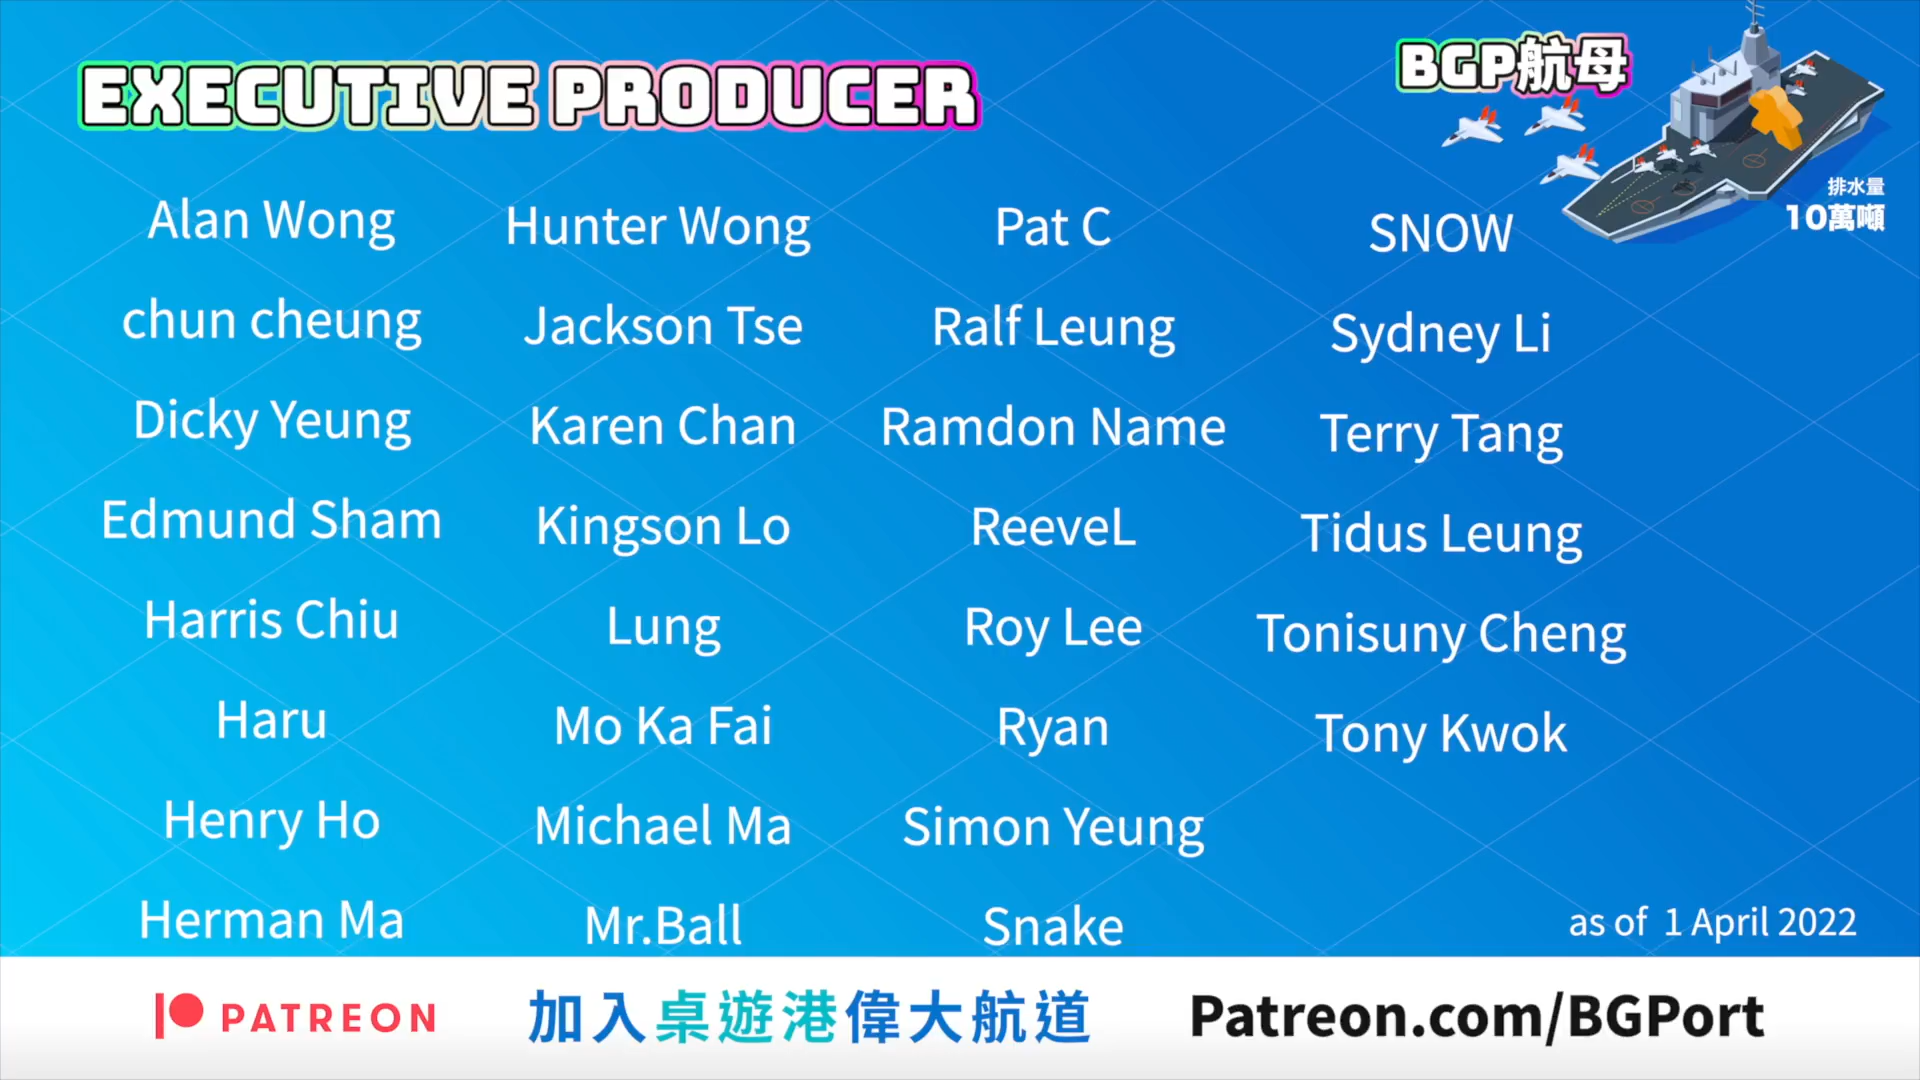 EXECUTIVE PRODUCER
BGP航母
排水量
10萬噸
Alan Wong
chun cheung
Dicky Yeung
Edmund Sham
Harris Chiu
Haru
Henry Ho
Herman Ma
Hunter Wong
Jackson Tse
Karen Chan
Kingson Lo
Lung
Mo Ka Fai
Michael Ma
Mr.Ball
Pat C
Ralf Leung
Ramdon Name
ReeveL
Roy Lee
Ryan
Simon Yeung
Snake
SNOW
Sydney Li
Terry Tang
Tidus Leung
Tonisuny Cheng
Tony Kwok
as of 1 April 2022
PATREON
加入桌遊港偉大航道
Patreon.com/BGPort